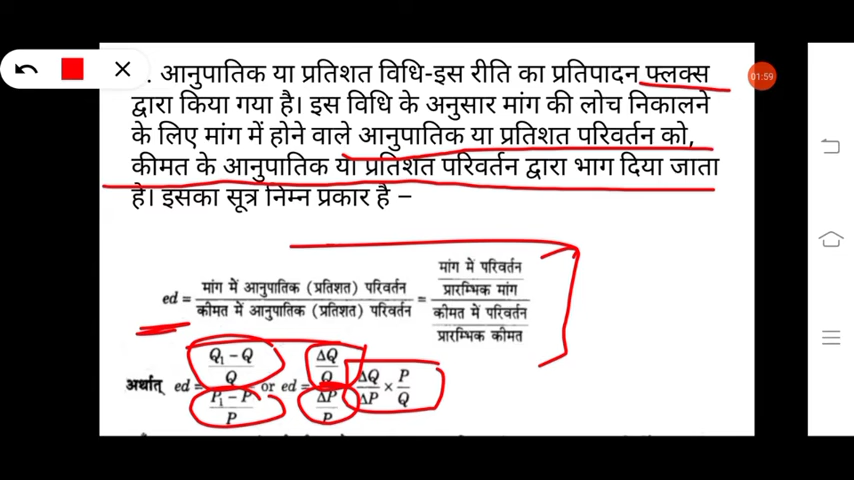 . आनुपातिक या प्रतिशत विधि-इस रीति का प्रतिपादन फ्लक्स
01:59
द्वारा किया गया है। इस विधि के अनुसार मांग की लोच निकालने
के लिए मांग में होने वाले आनुपातिक या प्रतिशत परिवर्तन को,
कीमत के आनुपातिक या प्रतिशत परिवर्तन द्वारा भाग दिया जाता
है। इसका सूत्र निम्न प्रकार है –
ed = मांग में आनुपातिक (प्रतिशत) परिवर्तन / कीमत में आनुपातिक (प्रतिशत) परिवर्तन = मांग में परिवर्तन / प्रारम्भिक मांग / कीमत में परिवर्तन / प्रारम्भिक कीमत
अर्थात् ed = Q₁ – Q / Q / P₁ – P / P or ed = ΔQ / Q / ΔP / P ΔQ / ΔP × P / Q